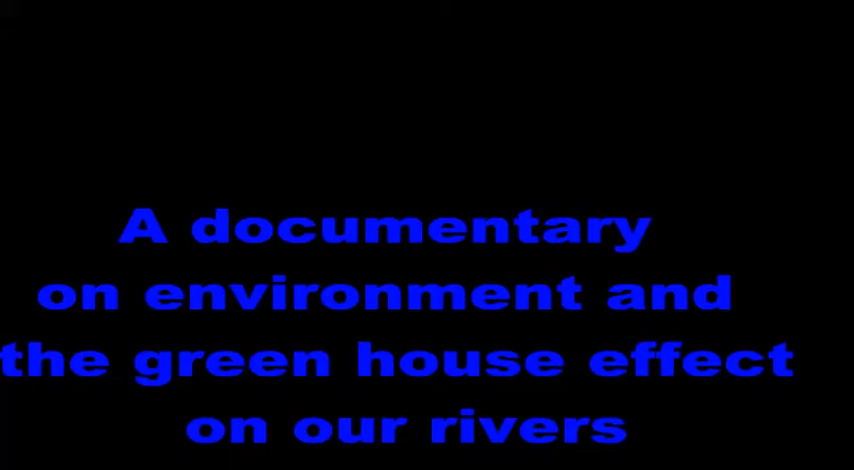 A documentary
on environment and
the green house effect
on our rivers